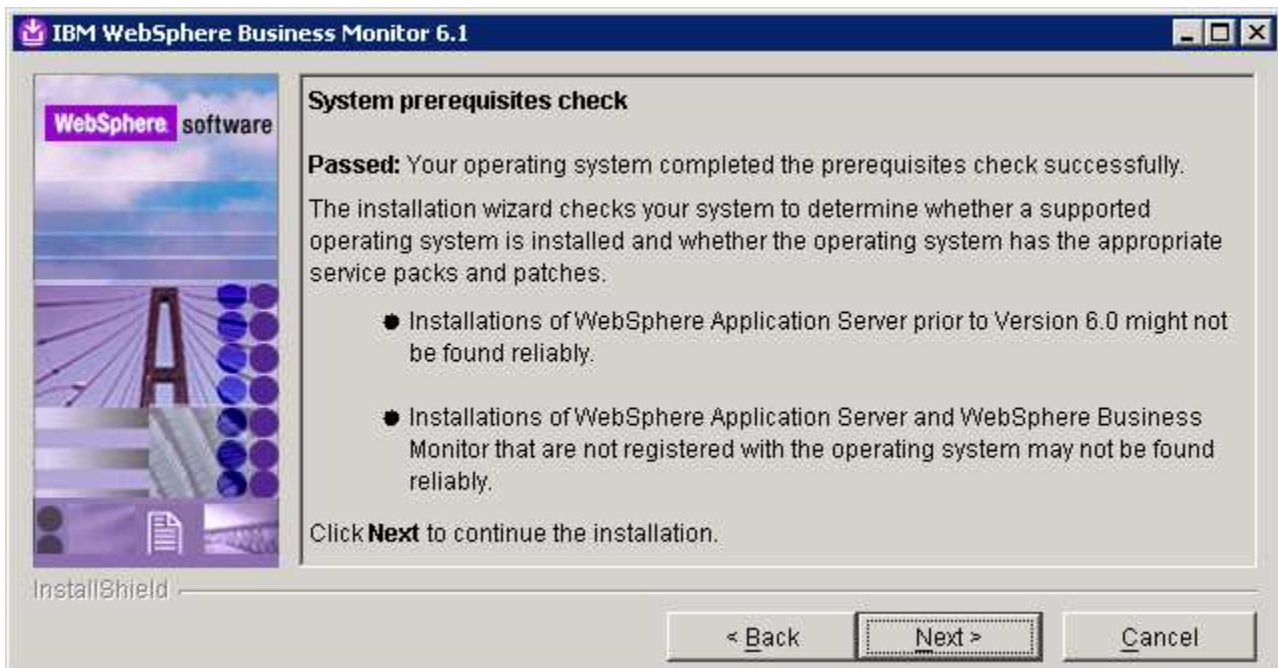 IBM WebSphere Business Monitor 6.1
WebSphere software
System prerequisites check
Passed: Your operating system completed the prerequisites check successfully.
The installation wizard checks your system to determine whether a supported
operating system is installed and whether the operating system has the appropriate
service packs and patches.
● Installations of WebSphere Application Server prior to Version 6.0 might not
be found reliably.
● Installations of WebSphere Application Server and WebSphere Business
Monitor that are not registered with the operating system may not be found
reliably.
Click Next to continue the installation.
InstallShield
< Back
Next >
Cancel